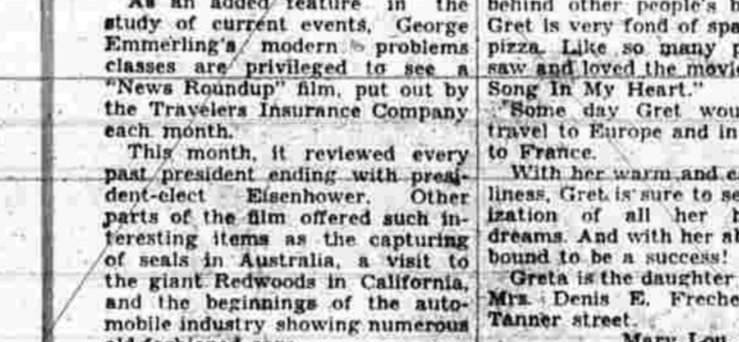 As an added feature in the
study of current events, George
Emmerling's modern problems
classes are privileged to see a
"News Roundup" film, put out by
the Travelers Insurance Company
each month.
This month, it reviewed every
past president ending with presi-
dent-elect Eisenhower. Other
parts of the film offered such in-
teresting items as the capturing
of seals in Australia, a visit to
the giant Redwoods in California,
and the beginnings of the auto-
mobile industry showing numerous
behind other people's
Gret is very fond of
pizza. Like so many
saw and loved the
Song In My Heart."
"Some day Gret
travel to Europe and
to France.
With her warm and
liness, Gret is sure to
ization of all her
dreams. And with her
bound to be a success!
Greta is the daughter
Mrs. Denis E.
Tanner street.
Mary Lou